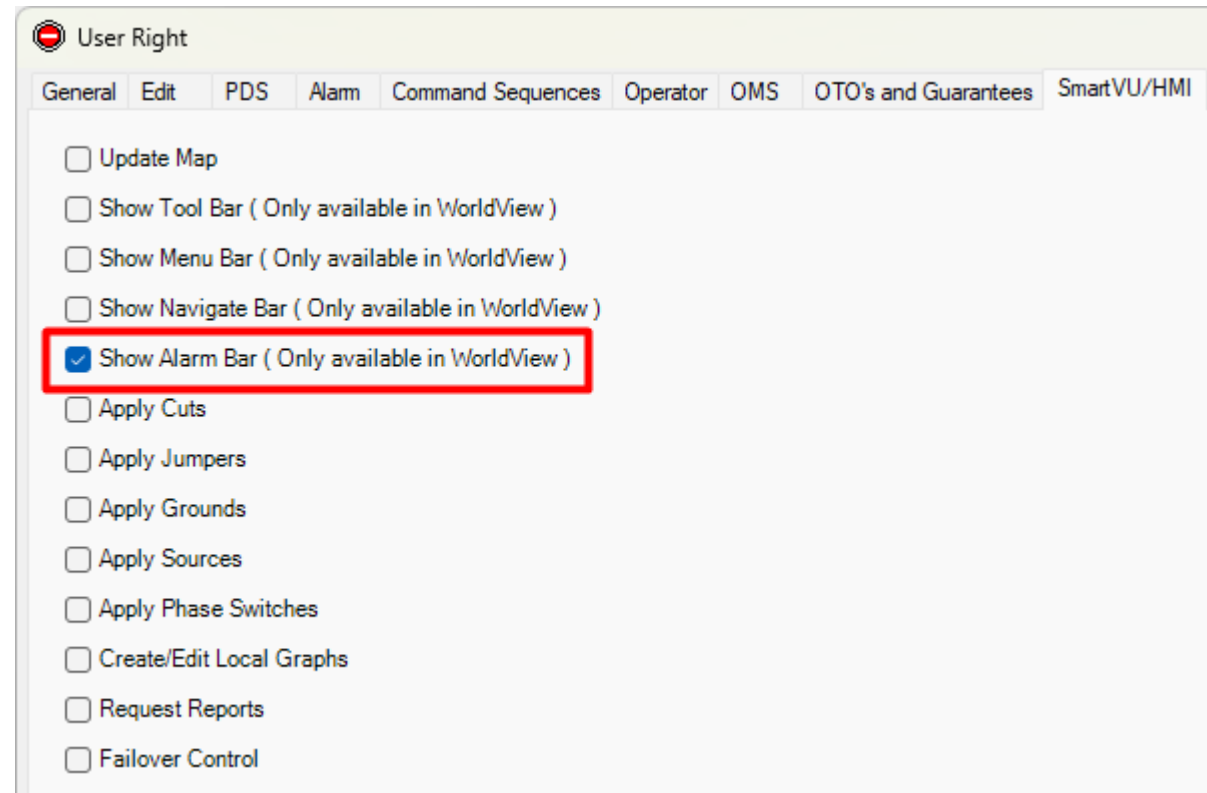 User Right
General Edit PDS Alarm Command Sequences Operator OMS OTO's and Guarantees SmartVU/HMI
Update Map
Show Tool Bar ( Only available in WorldView )
Show Menu Bar ( Only available in WorldView )
Show Navigate Bar ( Only available in WorldView )
Show Alarm Bar ( Only available in WorldView )
Apply Cuts
Apply Jumpers
Apply Grounds
Apply Sources
Apply Phase Switches
Create/Edit Local Graphs
Request Reports
Failover Control